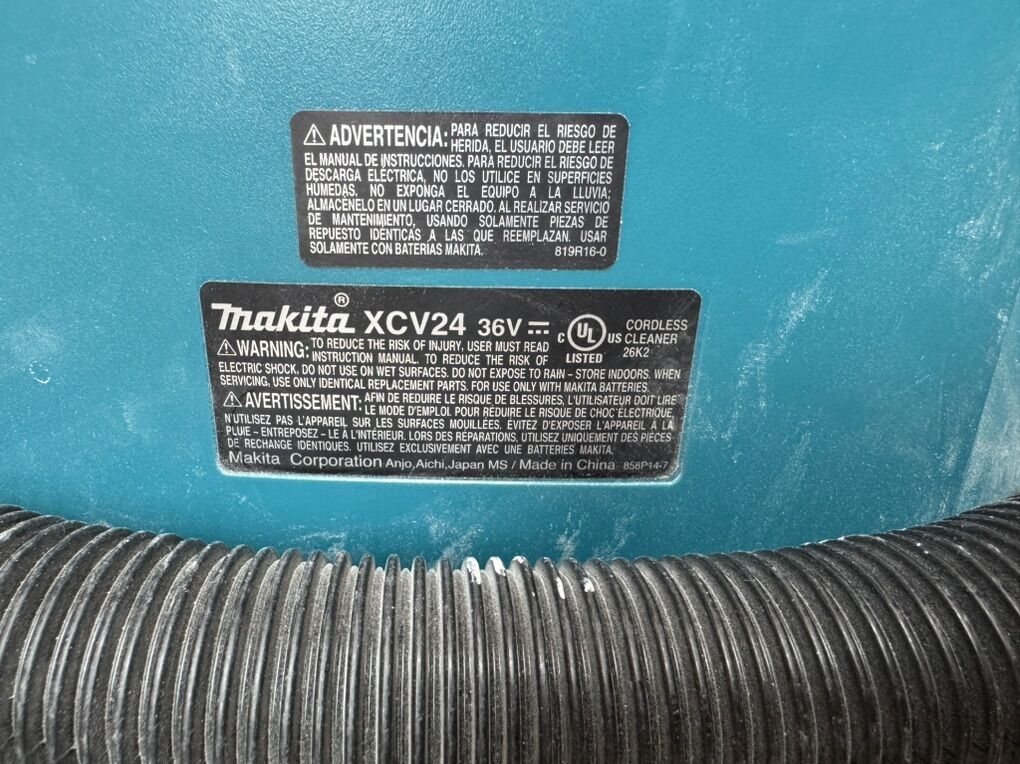 ⚠ ADVERTENCIA: PARA REDUCIR EL RIESGO DE
HERIDA, EL USUARIO DEBE LEER
EL MANUAL DE INSTRUCCIONES. PARA REDUCIR EL RIESGO DE
DESCARGA ELÉCTRICA, NO LOS UTILICE EN SUPERFICIES
HÚMEDAS. NO EXPONGA EL EQUIPO A LA LLUVIA;
ALMACÉNELO EN UN LUGAR CERRADO. AL REALIZAR SERVICIO
DE MANTENIMIENTO, USANDO SOLAMENTE PIEZAS DE
REPUESTO IDENTICAS A LAS QUE REEMPLAZAN. USAR
SOLAMENTE CON BATERIAS MAKITA. 819R16-0
makita® XCV24 36V ⎓
C UL US
LISTED
CORDLESS
CLEANER
26K2
⚠WARNING: TO REDUCE THE RISK OF INJURY, USER MUST READ
INSTRUCTION MANUAL. TO REDUCE THE RISK OF
ELECTRIC SHOCK, DO NOT USE ON WET SURFACES. DO NOT EXPOSE TO RAIN – STORE INDOORS. WHEN
SERVICING, USE ONLY IDENTICAL REPLACEMENT PARTS. FOR USE ONLY WITH MAKITA BATTERIES.
⚠ AVERTISSEMENT: AFIN DE REDUIRE LE RISQUE DE BLESSURES, L'UTILISATEUR DOIT LIRE
LE MODE D'EMPLOI POUR RÉDUIRE LE RISQUE DE CHOC ÉLECTRIQUE,
N'UTILISEZ PAS L'APPAREIL SUR LES SURFACES MOUILLÉES. ÉVITEZ D'EXPOSER L'APPAREIL À LA
PLUIE – ENTREPOSEZ – LE À L'INTÉRIEUR. LORS DES REPARATIONS, UTILISEZ UNIQUEMENT DES PIÈCES
DE RECHANGE IDENTIQUES. UTILISEZ EXCLUSIVEMENT AVEC UNE BATTERIES MAKITA.
Makita Corporation Anjo, Aichi, Japan MS / Made in China 858P14-7